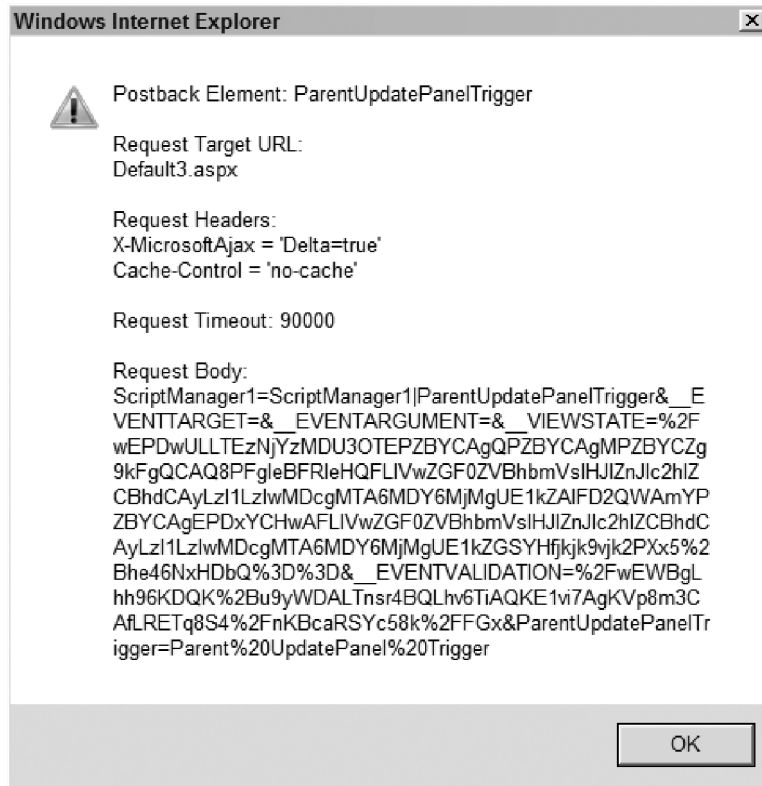 Windows Internet Explorer
Postback Element: ParentUpdatePanelTrigger
Request Target URL:
Default3.aspx
Request Headers:
X-MicrosoftAjax = 'Delta=true'
Cache-Control = 'no-cache'
Request Timeout: 90000
Request Body:
ScriptManager1=ScriptManager1|ParentUpdatePanelTrigger&__E
VENTTARGET=&__EVENTARGUMENT=&__VIEWSTATE=%2F
wEPDwULLTEzNjYzMDU3OTEPZBYCAgQPZBYCAgMPZBYCZg
9kFgQCAQ8PFgIeBFRleHQFLlVwZGF0ZVBhbmVsIHJlZnJlc2hlZ
CBhdCAyLzI1LzIwMDcgMTA6MDY6MjMgUE1kZAIFD2QWAmYP
ZBYCAgEPDxYCHwAFLlVwZGF0ZVBhbmVsIHJlZnJlc2hlZCBhdC
AyLzI1LzIwMDcgMTA6MDY6MjMgUE1kZGSYHfjkjk9vjk2PXx5%2
Bhe46NxHDbQ%3D%3D&__EVENTVALIDATION=%2FwEWBgL
hh96KDQK%2Bu9yWDALTnsr4BQLhv6TiAQKE1vi7AgKVp8m3C
AfLRETq8S4%2FnKBcaRSYc58k%2FFGx&ParentUpdatePanelTr
igger=Parent%20UpdatePanel%20Trigger
OK